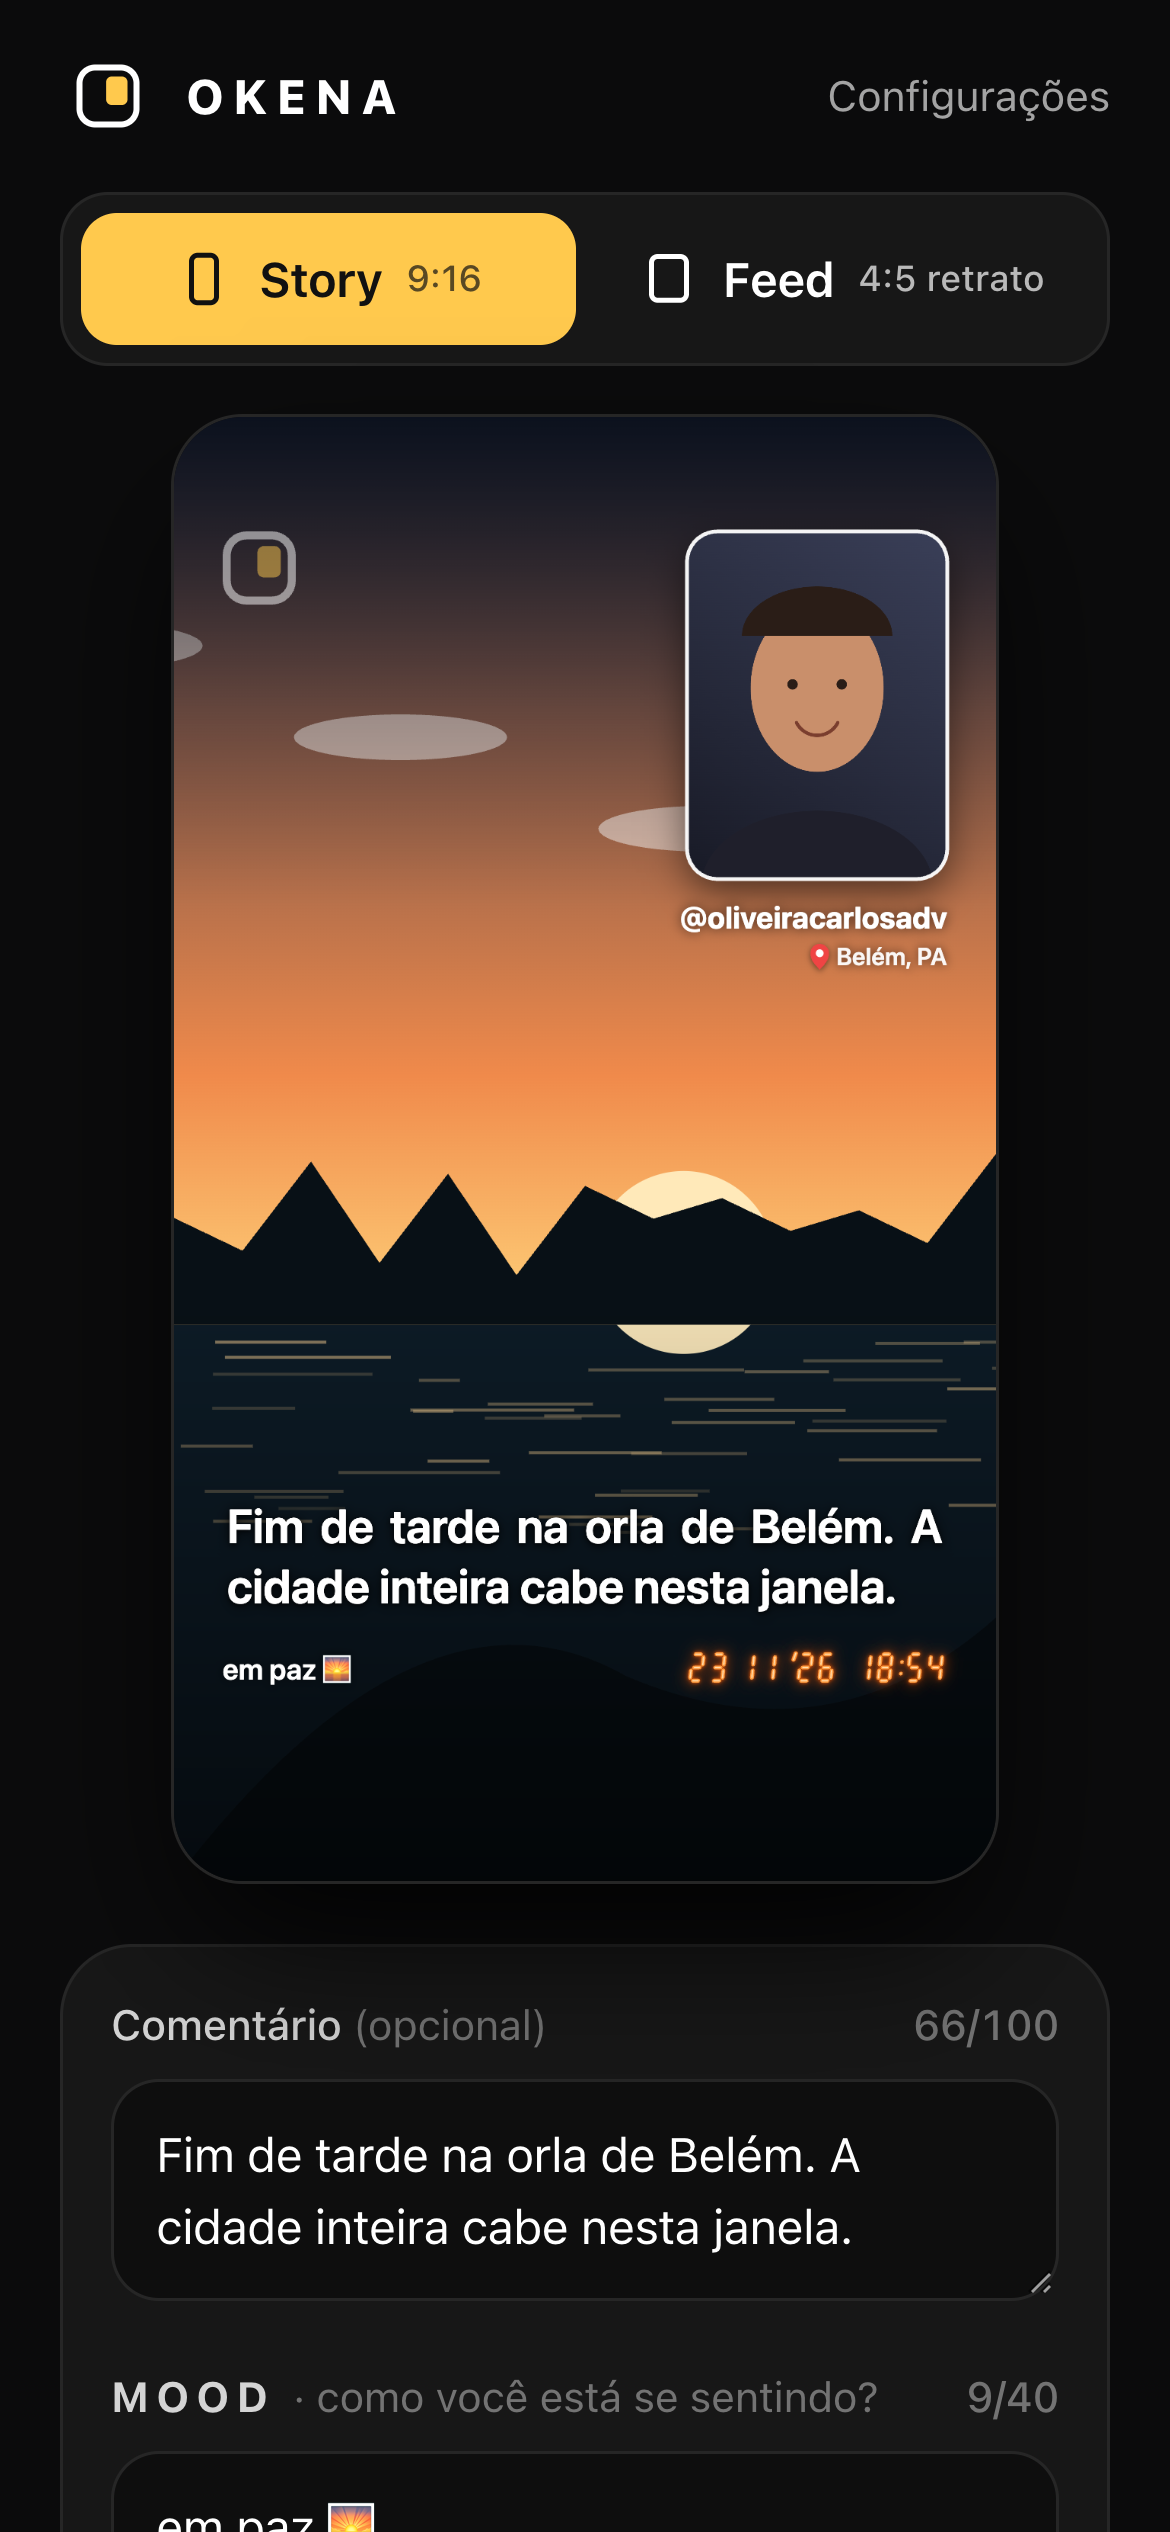 OKENA
Configurações
Story 9:16
Feed 4:5 retrato
@oliveiracarlosadv
📍 Belém, PA
Fim de tarde na orla de Belém. A
cidade inteira cabe nesta janela.
em paz 🌅
23 11 '26 18:54
Comentário (opcional)
66/100
Fim de tarde na orla de Belém. A
cidade inteira cabe nesta janela.
MOOD · como você está se sentindo?
9/40
em paz 🌅